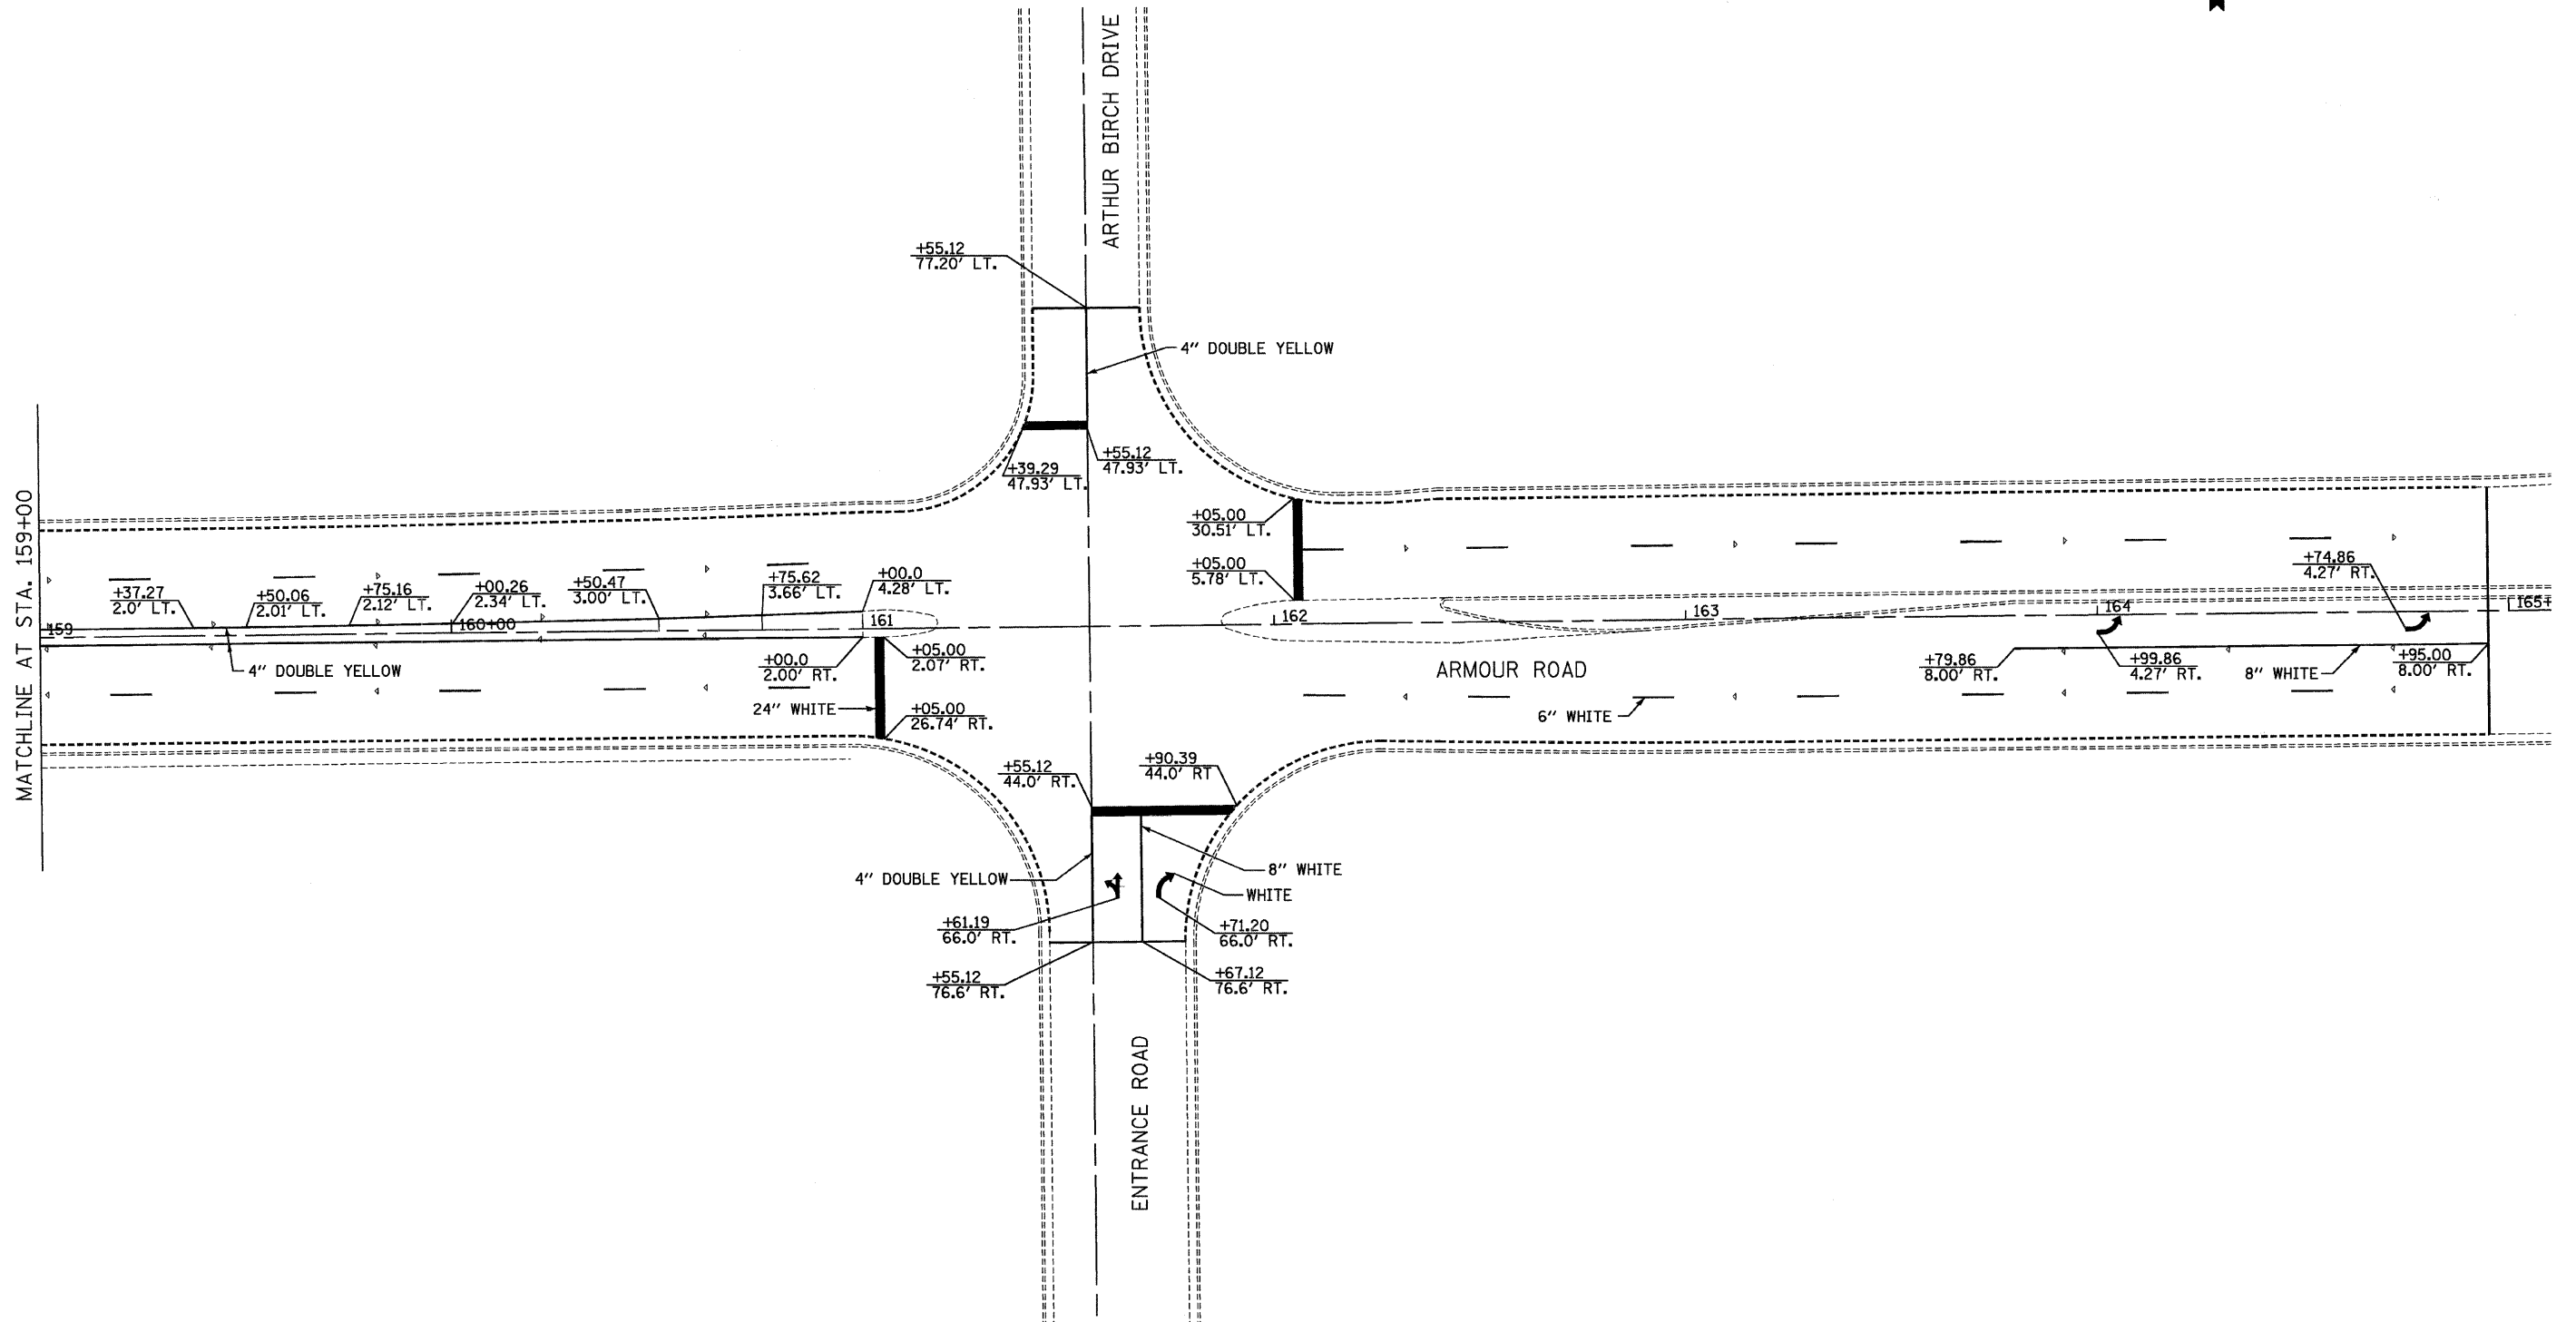 ARTHUR BIRCH DRIVE
+55.12
77.20' LT.
4" DOUBLE YELLOW
+39.29
47.93' LT.
+55.12
47.93' LT.
MATCHLINE AT STA. 159+00
+05.00
30.51' LT.
+05.00
5.78' LT.
+37.27
2.0' LT.
+50.06
2.01' LT.
+75.16
2.12' LT.
+00.26
2.34' LT.
+50.47
3.00' LT.
+75.62
3.66' LT.
+00.0
4.28' LT.
+74.86
4.27' RT.
159
160+00
161
162
163
164
165+
4" DOUBLE YELLOW
+00.0
2.00' RT.
+05.00
2.07' RT.
24" WHITE
+05.00
26.74' RT.
ARMOUR ROAD
6" WHITE
+79.86
8.00' RT.
+99.86
4.27' RT.
8" WHITE
+95.00
8.00' RT.
+55.12
44.0' RT.
+90.39
44.0' RT
4" DOUBLE YELLOW
8" WHITE
WHITE
+61.19
66.0' RT.
+71.20
66.0' RT.
+55.12
76.6' RT.
+67.12
76.6' RT.
ENTRANCE ROAD